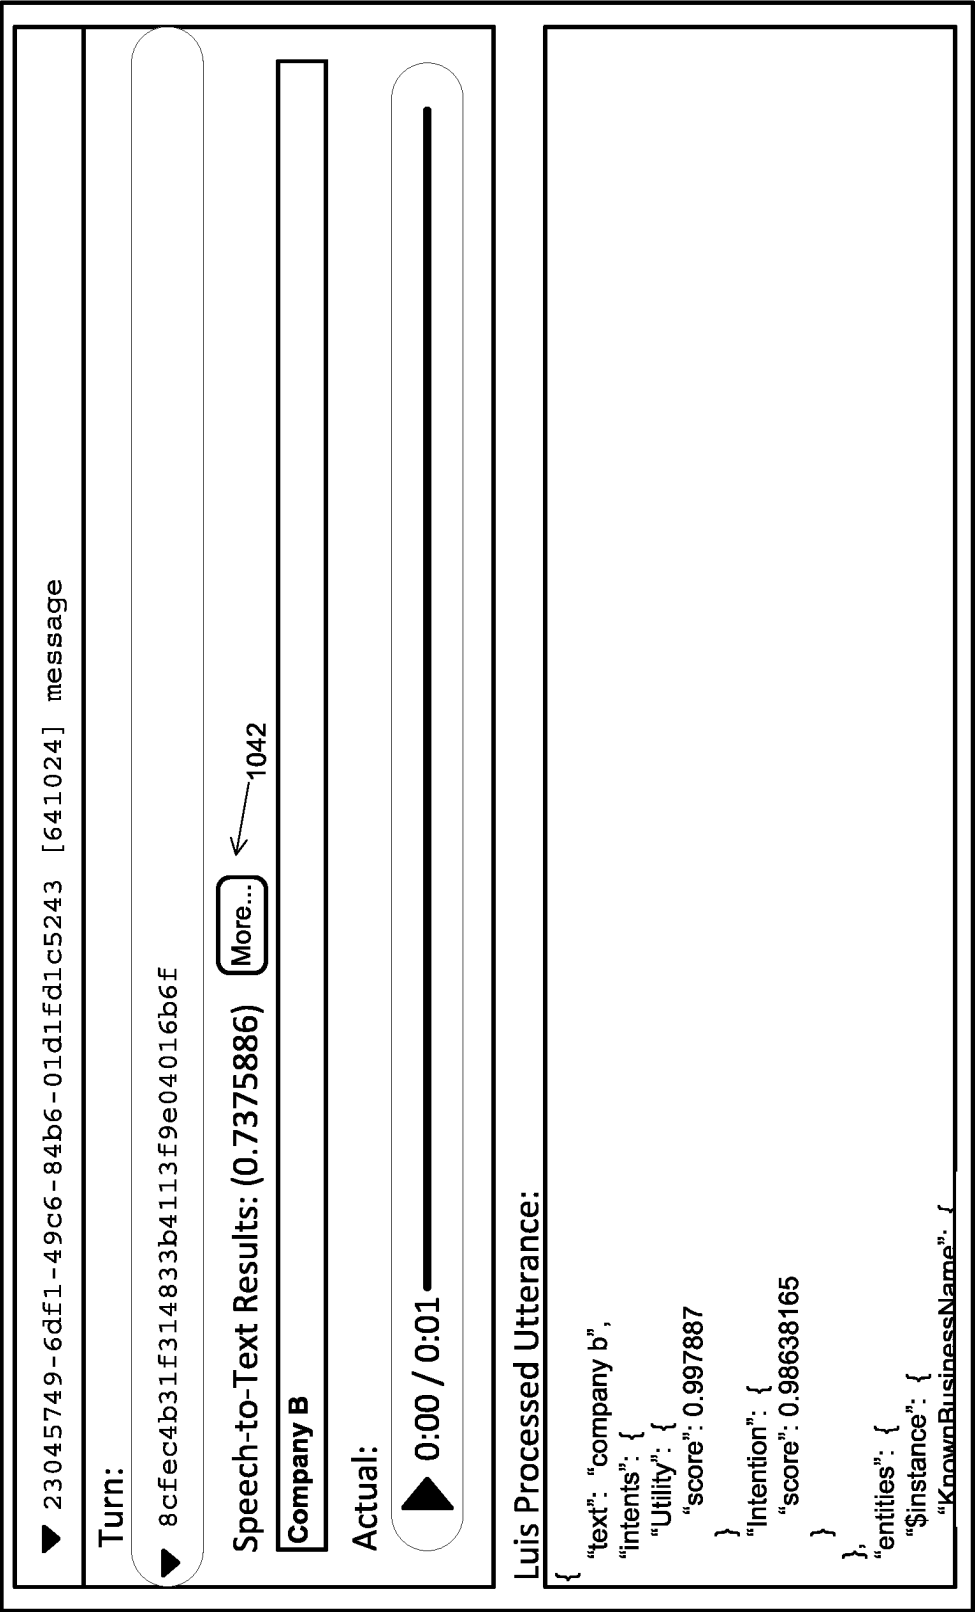 ▼ 23045749-6df1-49c6-84b6-01d1fd1c5243 [641024] message
Turn:
▼ 8cfec4b31f314833b4113f9e04016b6f
Speech-to-Text Results: (0.7375886) More...
1042
Company B
Actual:
0:00 / 0:01
Luis Processed Utterance:
{
“text”: “company b”,
“intents”: {
“Utility”: {
“score”: 0.997887
}
“Intention”: {
“score”: 0.98638165
}
},
“entities”: {
“$instance”: {
“KnownBusinessName”: {